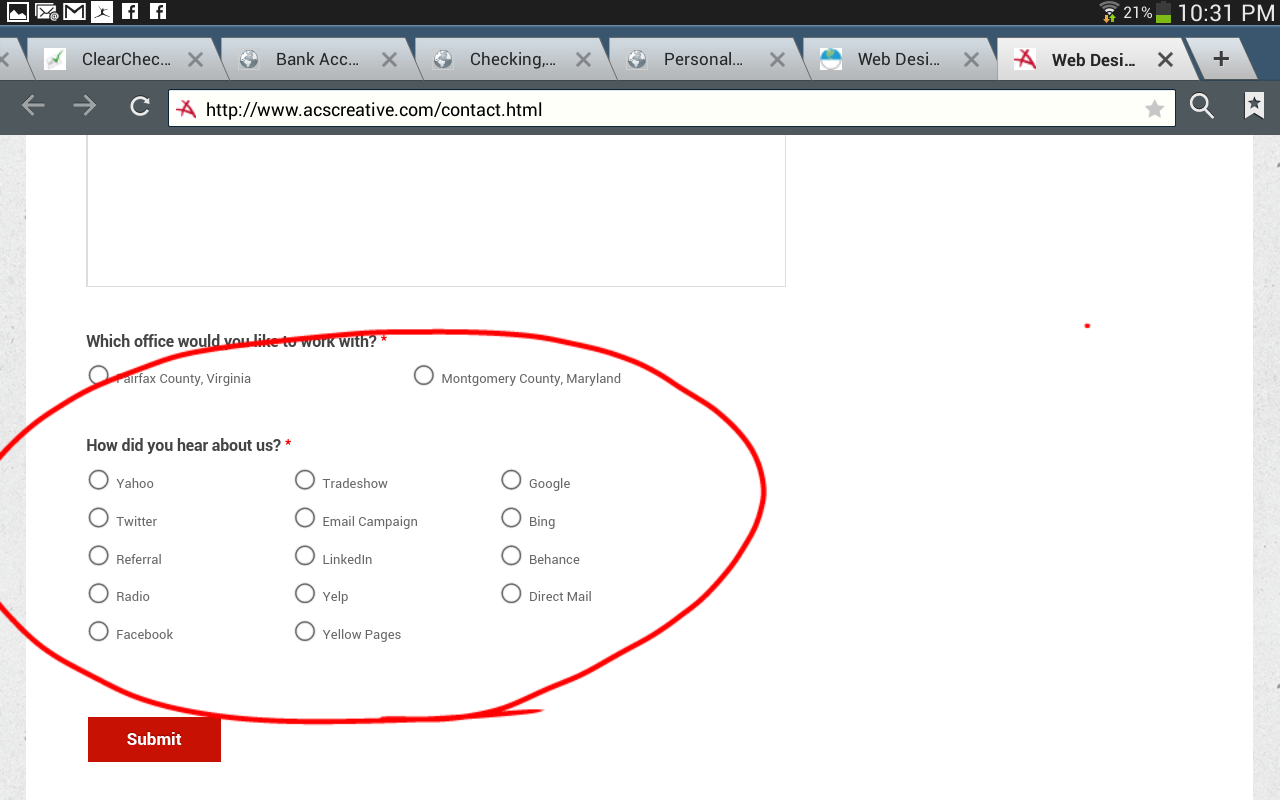 21% 10:31 PM
ClearChec... Bank Acc... Checking,... Personal... Web Desi... Web Desi...
http://www.acscreative.com/contact.html
Which office would you like to work with? *
Fairfax County, Virginia Montgomery County, Maryland
How did you hear about us? *
Yahoo Tradeshow Google
Twitter Email Campaign Bing
Referral LinkedIn Behance
Radio Yelp Direct Mail
Facebook Yellow Pages
Submit